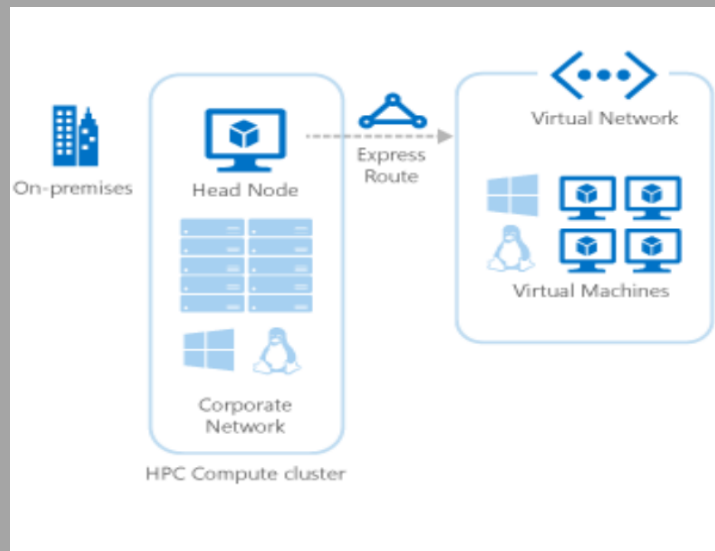 On-premises
Head Node
Corporate
Network
HPC Compute cluster
Express
Route
Virtual Network
Virtual Machines